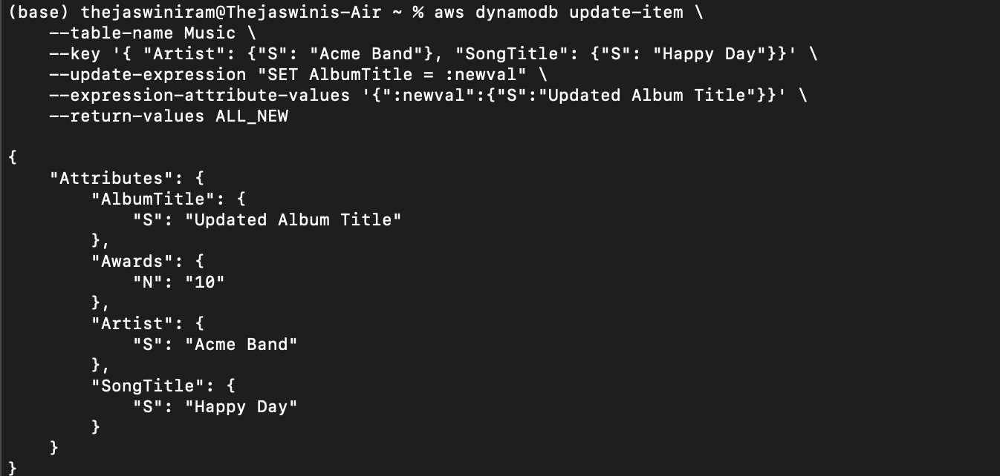 (base) thejaswiniram@Thejaswinis-Air ~ % aws dynamodb update-item \
    --table-name Music \
    --key '{ "Artist": {"S": "Acme Band"}, "SongTitle": {"S": "Happy Day"}}' \
    --update-expression "SET AlbumTitle = :newval" \
    --expression-attribute-values '{":newval":{"S":"Updated Album Title"}}' \
    --return-values ALL_NEW

{
    "Attributes": {
        "AlbumTitle": {
            "S": "Updated Album Title"
        },
        "Awards": {
            "N": "10"
        },
        "Artist": {
            "S": "Acme Band"
        },
        "SongTitle": {
            "S": "Happy Day"
        }
    }
}